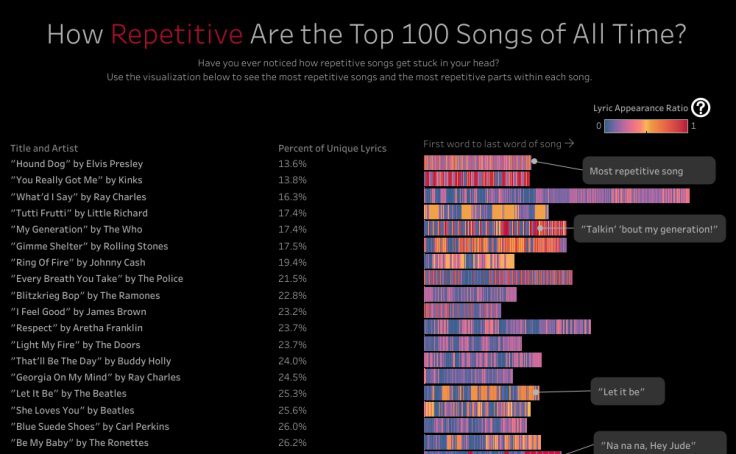 How Repetitive Are the Top 100 Songs of All Time?
Have you ever noticed how repetitive songs get stuck in your head?
Use the visualization below to see the most repetitive songs and the most repetitive parts within each song.
Lyric Appearance Ratio ?
0 1
Title and Artist Percent of Unique Lyrics First word to last word of song →
"Hound Dog" by Elvis Presley 13.6%
Most repetitive song
"You Really Got Me" by Kinks 13.8%
"What'd I Say" by Ray Charles 16.3%
"Tutti Frutti" by Little Richard 17.4%
"My Generation" by The Who 17.4% "Talkin' 'bout my generation!"
"Gimme Shelter" by Rolling Stones 17.5%
"Ring Of Fire" by Johnny Cash 19.4%
"Every Breath You Take" by The Police 21.5%
"Blitzkrieg Bop" by The Ramones 22.8%
"I Feel Good" by James Brown 23.2%
"Respect" by Aretha Franklin 23.7%
"Light My Fire" by The Doors 23.7%
"That'll Be The Day" by Buddy Holly 24.0%
"Georgia On My Mind" by Ray Charles 24.5%
"Let It Be" by The Beatles 25.3% "Let it be"
"She Loves You" by Beatles 25.6%
"Blue Suede Shoes" by Carl Perkins 26.0%
"Be My Baby" by The Ronettes 26.2%
"Na na na, Hey Jude"